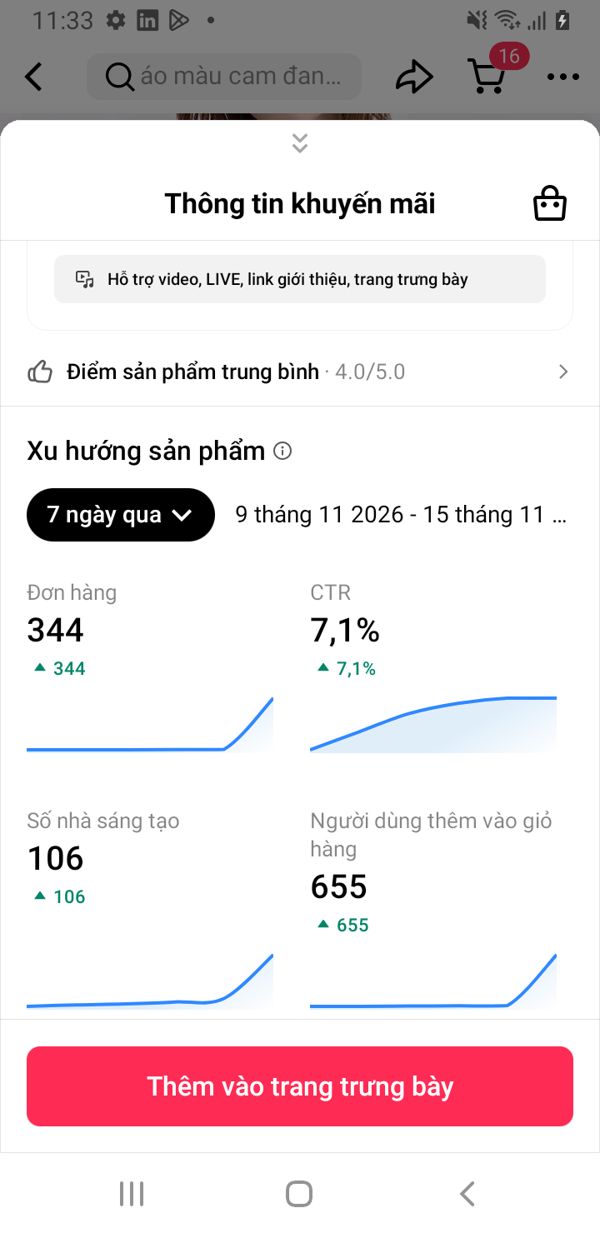 11:33
16
áo màu cam đan...
Thông tin khuyến mãi
Hỗ trợ video, LIVE, link giới thiệu, trang trưng bày
Điểm sản phẩm trung bình · 4.0/5.0
Xu hướng sản phẩm
7 ngày qua 9 tháng 11 2026 - 15 tháng 11 ...
Đơn hàng
344
344
CTR
7,1%
7,1%
Số nhà sáng tạo
106
106
Người dùng thêm vào giỏ
hàng
655
655
Thêm vào trang trưng bày